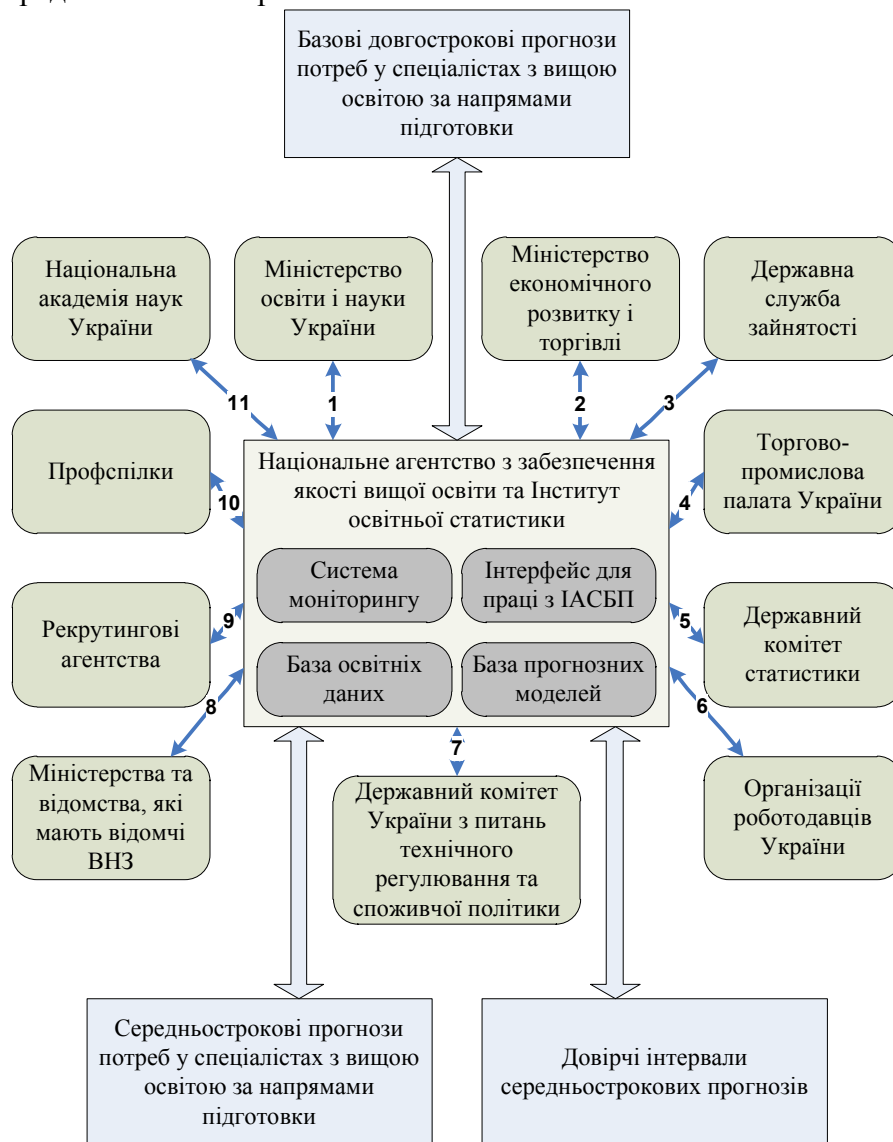 Базові довгострокові прогнози
потреб у спеціалістах з вищою
освітою за напрямами
підготовки
Національна
академія наук
України
Міністерство
освіти і науки
України
Міністерство
економічного
розвитку і
торгівлі
Державна
служба
зайнятості
11
1
2
3
Профспілки
10
Національне агентство з забезпечення
якості вищої освіти та Інститут
освітньої статистики
4
Торгово-
промислова
палата України
Система
моніторингу
Інтерфейс для
праці з ІАСБП
Рекрутингові
агентства
9
5
Державний
комітет
статистики
База освітніх
даних
База прогнозних
моделей
8
6
7
Міністерства та
відомства, які
мають відомчі
ВНЗ
Державний комітет
України з питань
технічного
регулювання та
споживчої політики
Організації
роботодавців
України
Середньострокові прогнози
потреб у спеціалістах з вищою
освітою за напрямами
підготовки
Довірчі інтервали
середньострокових прогнозів